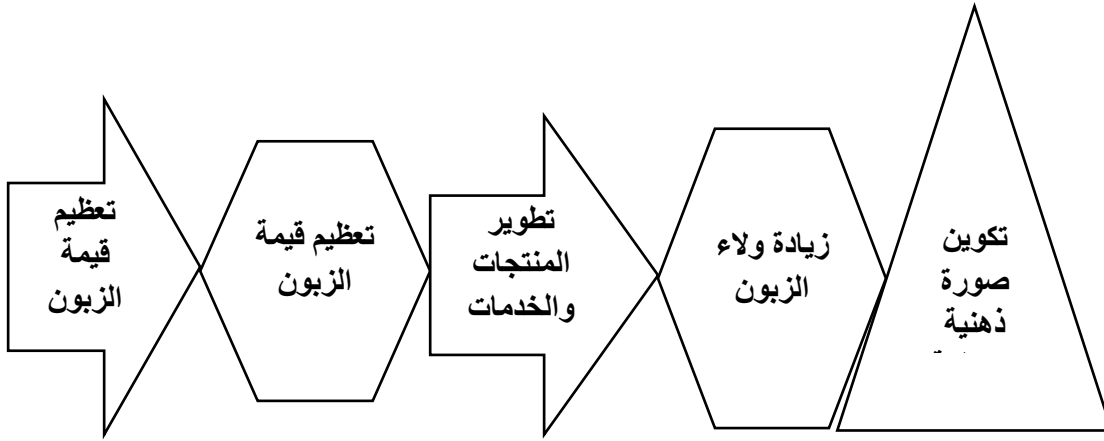 تعظيم
قيمة
الزبون
تعظيم قيمة
الزبون
تطوير
المنتجات
والخدمات
زيادة ولاء
الزبون
تكوين
صورة
ذهنية